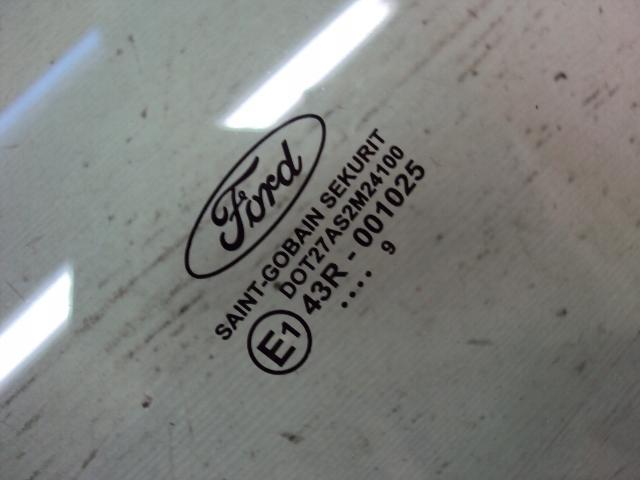 Ford
SAINT-GOBAIN SEKURIT
DOT27AS2M24100
E1 43R - 001025
.... 9